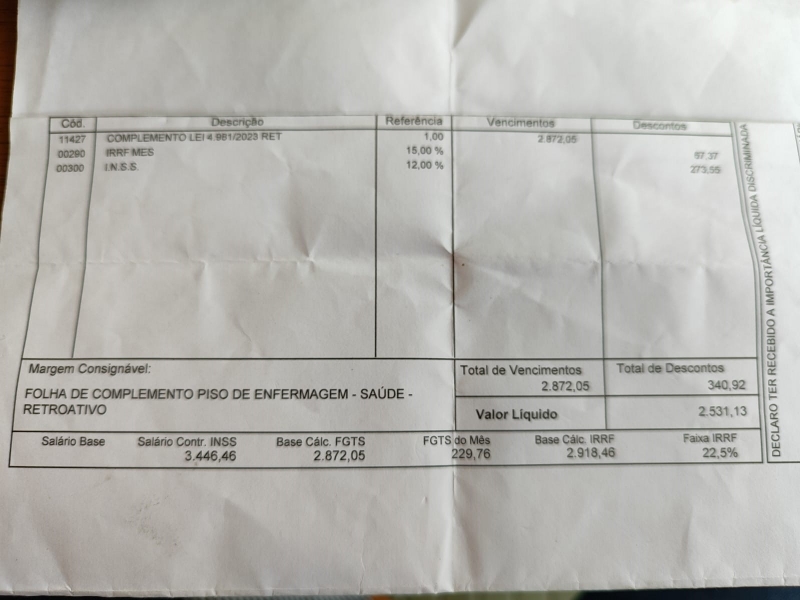 Cód. Descrição Referência Vencimentos Descontos
11427 COMPLEMENTO LEI 4.981/2023 RET 1,00 2.872,05
00290 IRRF MES 15,00 % 67,37
00300 I.N.S.S. 12,00 % 273,55
Margem Consignável:
FOLHA DE COMPLEMENTO PISO DE ENFERMAGEM - SAÚDE -
RETROATIVO
Total de Vencimentos Total de Descontos
2.872,05 340,92
Valor Líquido 2.531,13
Salário Base Salário Contr. INSS Base Cálc. FGTS FGTS do Mês Base Cálc. IRRF Faixa IRRF
3.446,46 2.872,05 229,76 2.918,46 22,5%
DECLARO TER RECEBIDO A IMPORTÂNCIA LÍQUIDA DISCRIMINADA